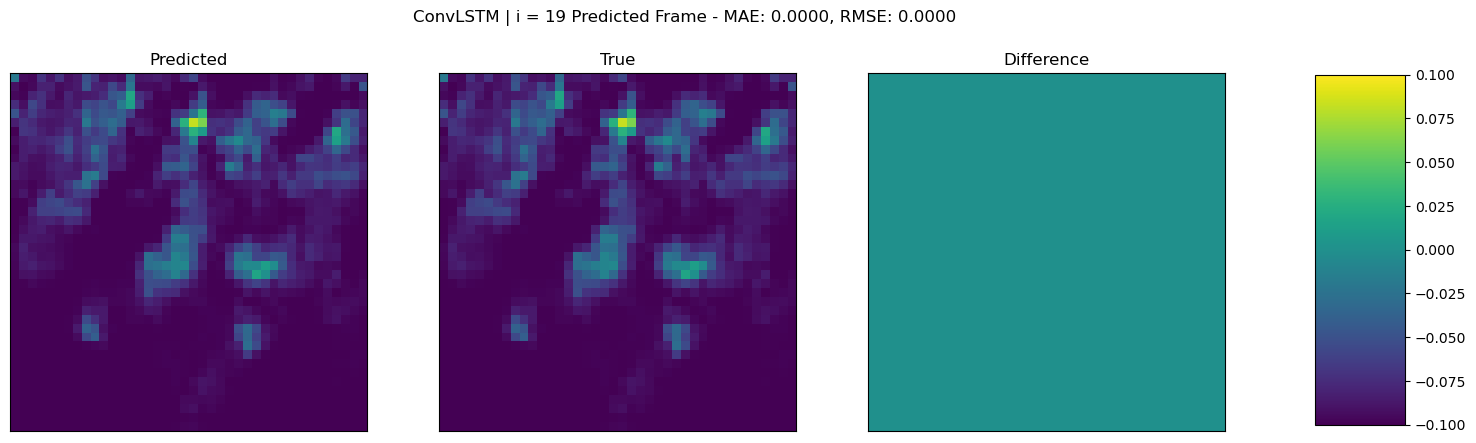 ConvLSTM | i = 19 Predicted Frame - MAE: 0.0000, RMSE: 0.0000
Predicted
True
Difference
0.100
0.075
0.050
0.025
0.000
−0.025
−0.050
−0.075
−0.100